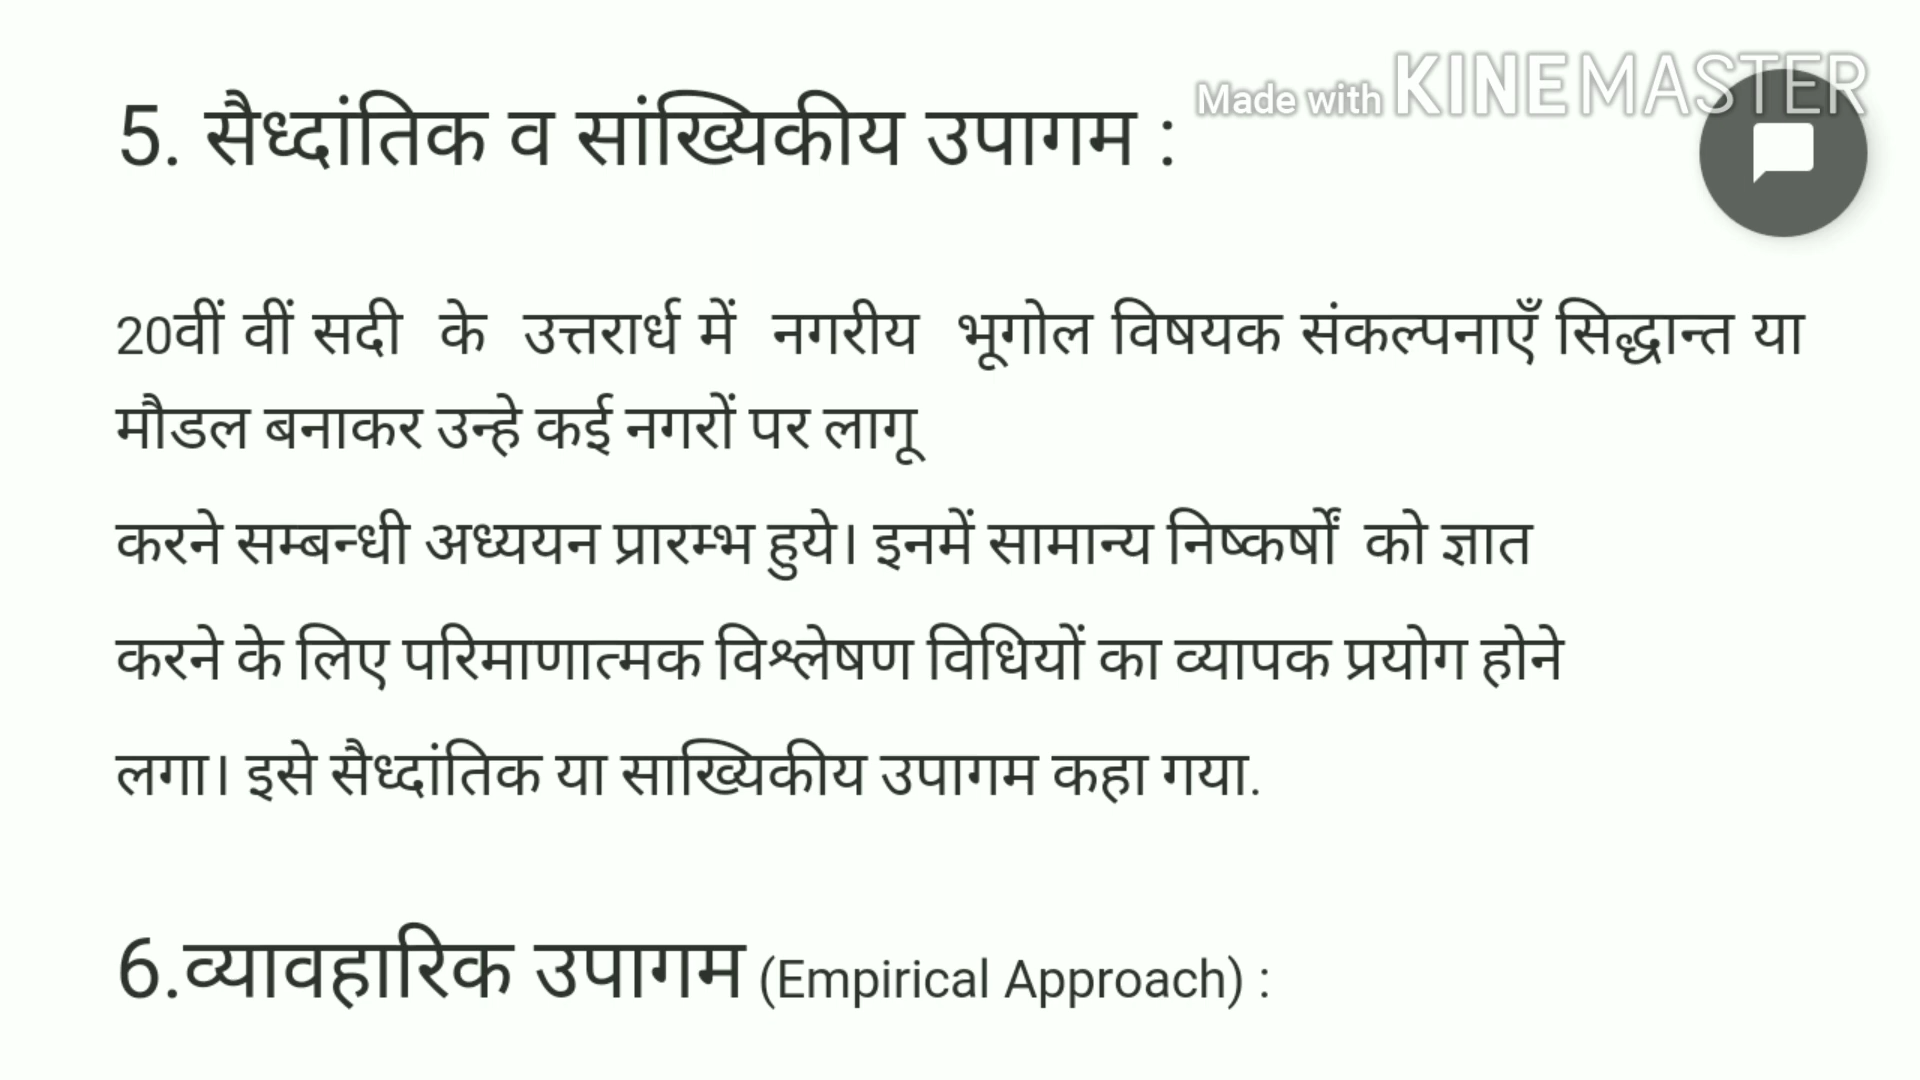 Made with KINEMASTER
5. सैध्दांतिक व सांख्यिकीय उपागम :
20वीं वीं सदी के उत्तरार्ध में नगरीय भूगोल विषयक संकल्पनाएँ सिद्धान्त या
मौडल बनाकर उन्हे कई नगरों पर लागू
करने सम्बन्धी अध्ययन प्रारम्भ हुये। इनमें सामान्य निष्कर्षों को ज्ञात
करने के लिए परिमाणात्मक विश्लेषण विधियों का व्यापक प्रयोग होने
लगा। इसे सैध्दांतिक या साख्यिकीय उपागम कहा गया.
6.व्यावहारिक उपागम (Empirical Approach) :